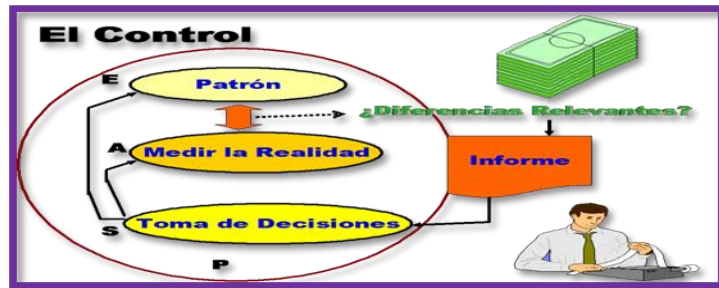 El Control
E
Patrón
¿Diferencias Relevantes?
A
Medir la Realidad
Informe
S
Toma de Decisiones
P